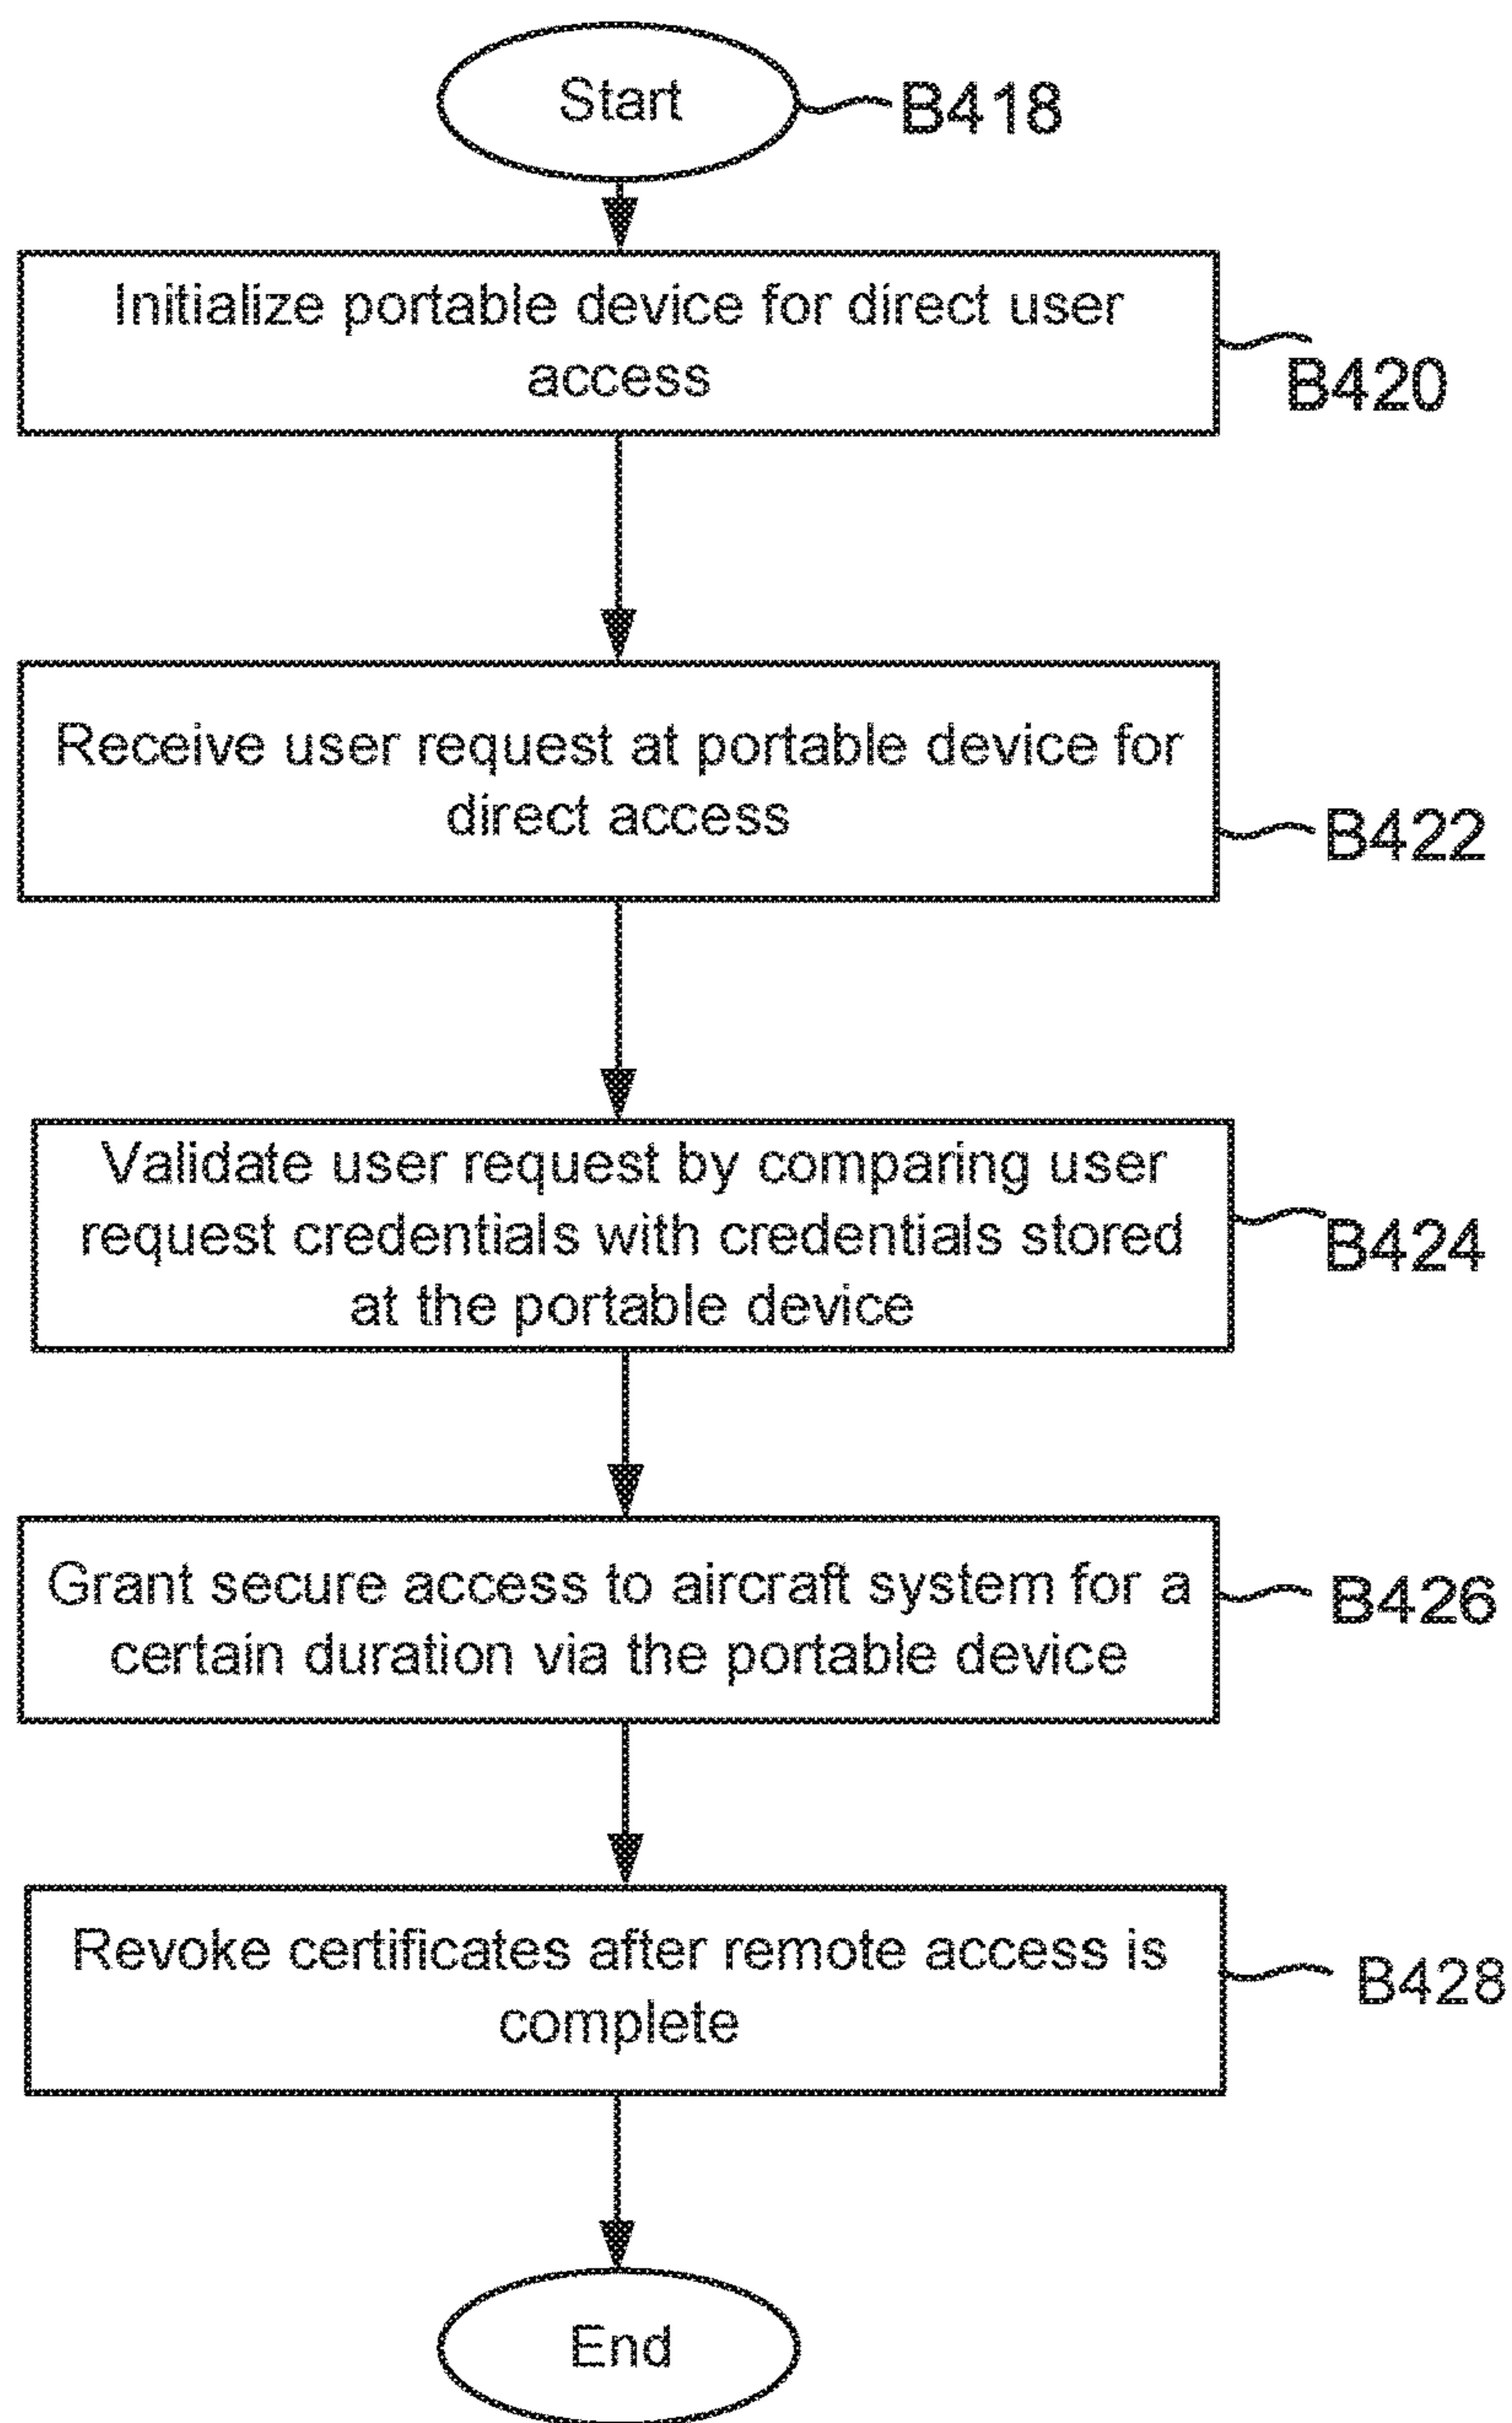 Start
B418
Initialize portable device for direct user
access
B420
Receive user request at portable device for
direct access
B422
Validate user request by comparing user
request credentials with credentials stored
at the portable device
B424
Grant secure access to aircraft system for a
certain duration via the portable device
B426
Revoke certificates after remote access is
complete
B428
End